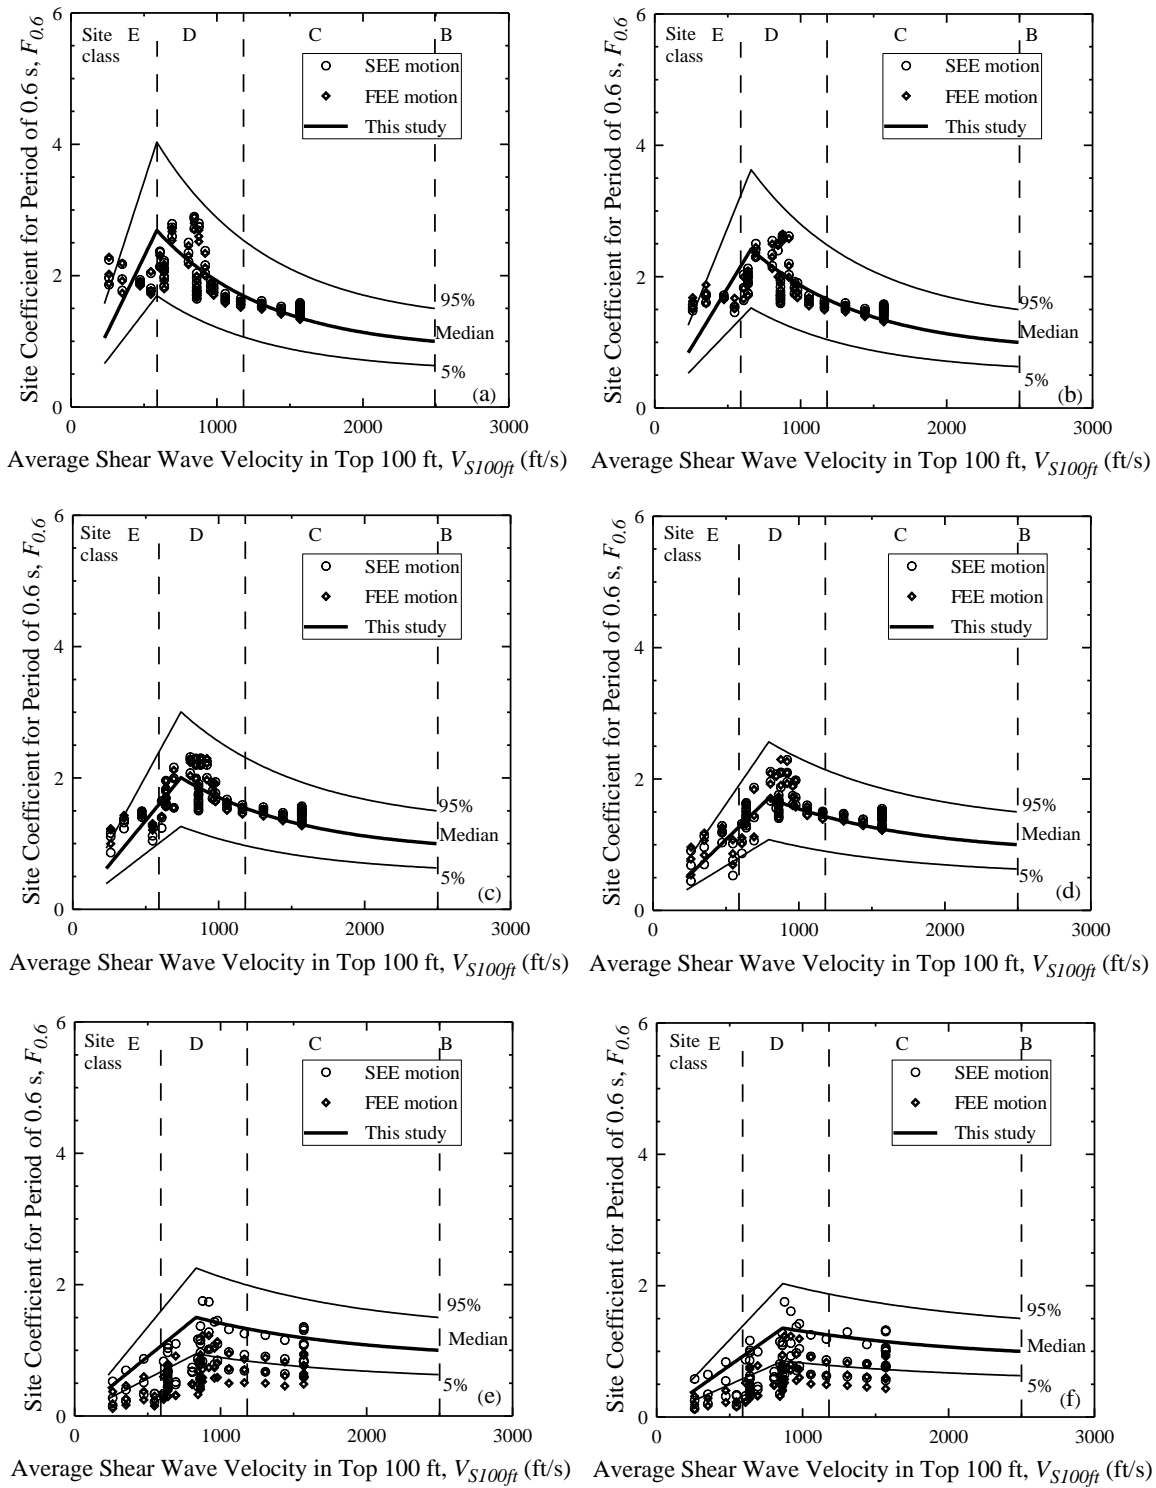 Site Coefficient for Period of 0.6 s, F0.6
6
4
2
0
Site
class
E
D
C
B
SEE motion
FEE motion
This study
95%
Median
5%
(a)
0
1000
2000
3000
Average Shear Wave Velocity in Top 100 ft, VS100ft (ft/s)
Site Coefficient for Period of 0.6 s, F0.6
6
4
2
0
Site
class
E
D
C
B
SEE motion
FEE motion
This study
95%
Median
5%
(b)
0
1000
2000
3000
Average Shear Wave Velocity in Top 100 ft, VS100ft (ft/s)
Site Coefficient for Period of 0.6 s, F0.6
6
4
2
0
Site
class
E
D
C
B
SEE motion
FEE motion
This study
95%
Median
5%
(c)
0
1000
2000
3000
Average Shear Wave Velocity in Top 100 ft, VS100ft (ft/s)
Site Coefficient for Period of 0.6 s, F0.6
6
4
2
0
Site
class
E
D
C
B
SEE motion
FEE motion
This study
95%
Median
5%
(d)
0
1000
2000
3000
Average Shear Wave Velocity in Top 100 ft, VS100ft (ft/s)
Site Coefficient for Period of 0.6 s, F0.6
6
4
2
0
Site
class
E
D
C
B
SEE motion
FEE motion
This study
95%
Median
5%
(e)
0
1000
2000
3000
Average Shear Wave Velocity in Top 100 ft, VS100ft (ft/s)
Site Coefficient for Period of 0.6 s, F0.6
6
4
2
0
Site
class
E
D
C
B
SEE motion
FEE motion
This study
95%
Median
5%
(f)
0
1000
2000
3000
Average Shear Wave Velocity in Top 100 ft, VS100ft (ft/s)